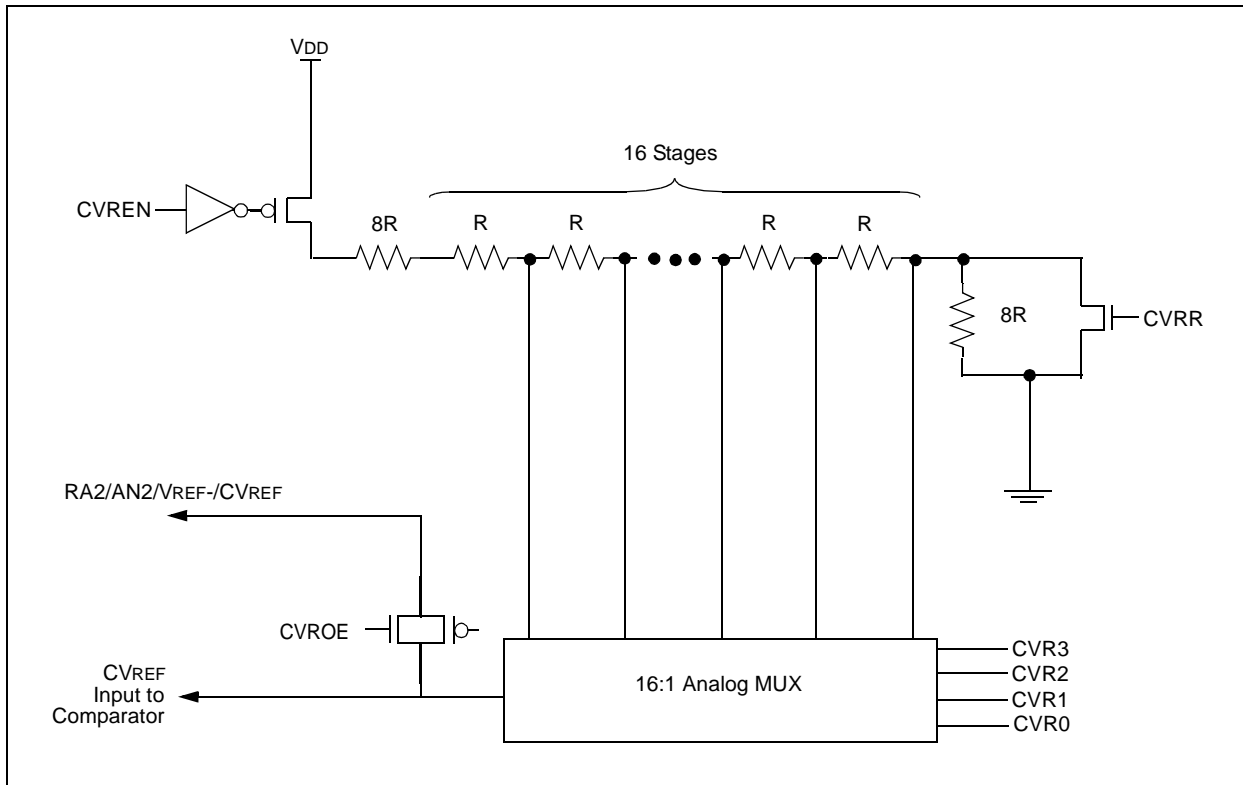 VDD
16 Stages
CVREN
8R
R
R
R
R
8R
CVRR
RA2/AN2/VREF-/CVREF
CVROE
CVREF
Input to
Comparator
16:1 Analog MUX
CVR3
CVR2
CVR1
CVR0